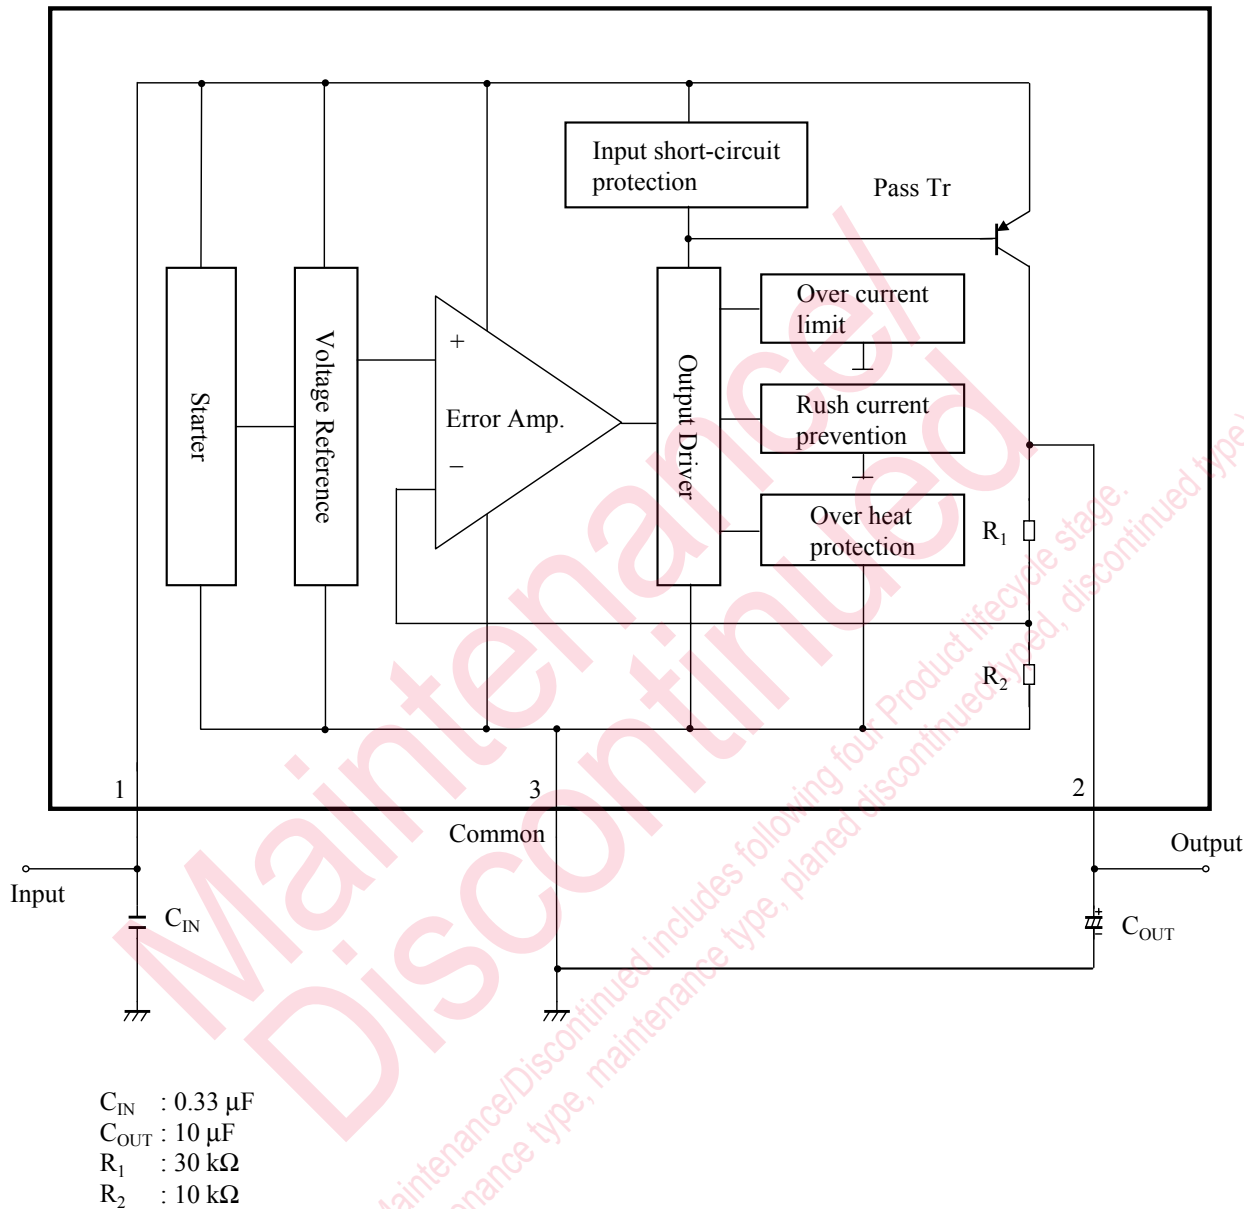 Input short-circuit
protection
Pass Tr
Over current
limit
Starter
Voltage Reference
+
Error Amp.
−
Output Driver
Rush current
prevention
Over heat
protection
R1
R2
1
3
2
Common
Input
Output
CIN
+
−
COUT
CIN : 0.33 μF
COUT : 10 μF
R1 : 30 kΩ
R2 : 10 kΩ
Maintenance/
Discontinued
Maintenance/Discontinued includes following four Product lifecycle stage.
maintenance type, planed discontinued typed, discontinued type)